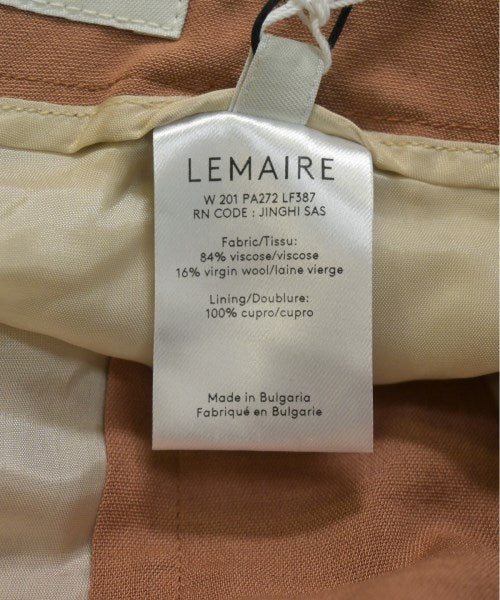 LEMAIRE
W 201 PA272 LF387
RN CODE : JINGHI SAS
Fabric/Tissu:
84% viscose/viscose
16% virgin wool/laine vierge
Lining/Doublure:
100% cupro/cupro
Made in Bulgaria
Fabriqué en Bulgarie